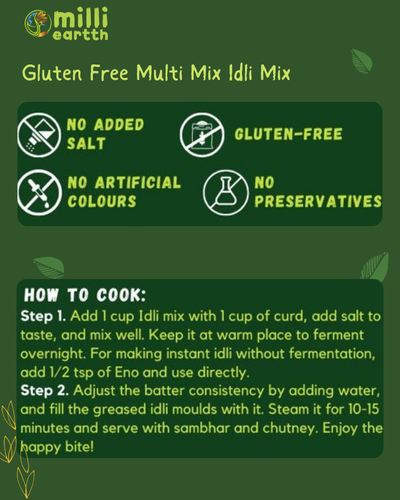 milli
eartth
Gluten Free Multi Mix Idli Mix
NO ADDED
SALT
GLUTEN-FREE
NO ARTIFICIAL
COLOURS
NO
PRESERVATIVES
HOW TO COOK:
Step 1. Add 1 cup Idli mix with 1 cup of curd, add salt to
taste, and mix well. Keep it at warm place to ferment
overnight. For making instant idli without fermentation,
add 1/2 tsp of Eno and use directly.
Step 2. Adjust the batter consistency by adding water,
and fill the greased idli moulds with it. Steam it for 10-15
minutes and serve with sambhar and chutney. Enjoy the
happy bite!